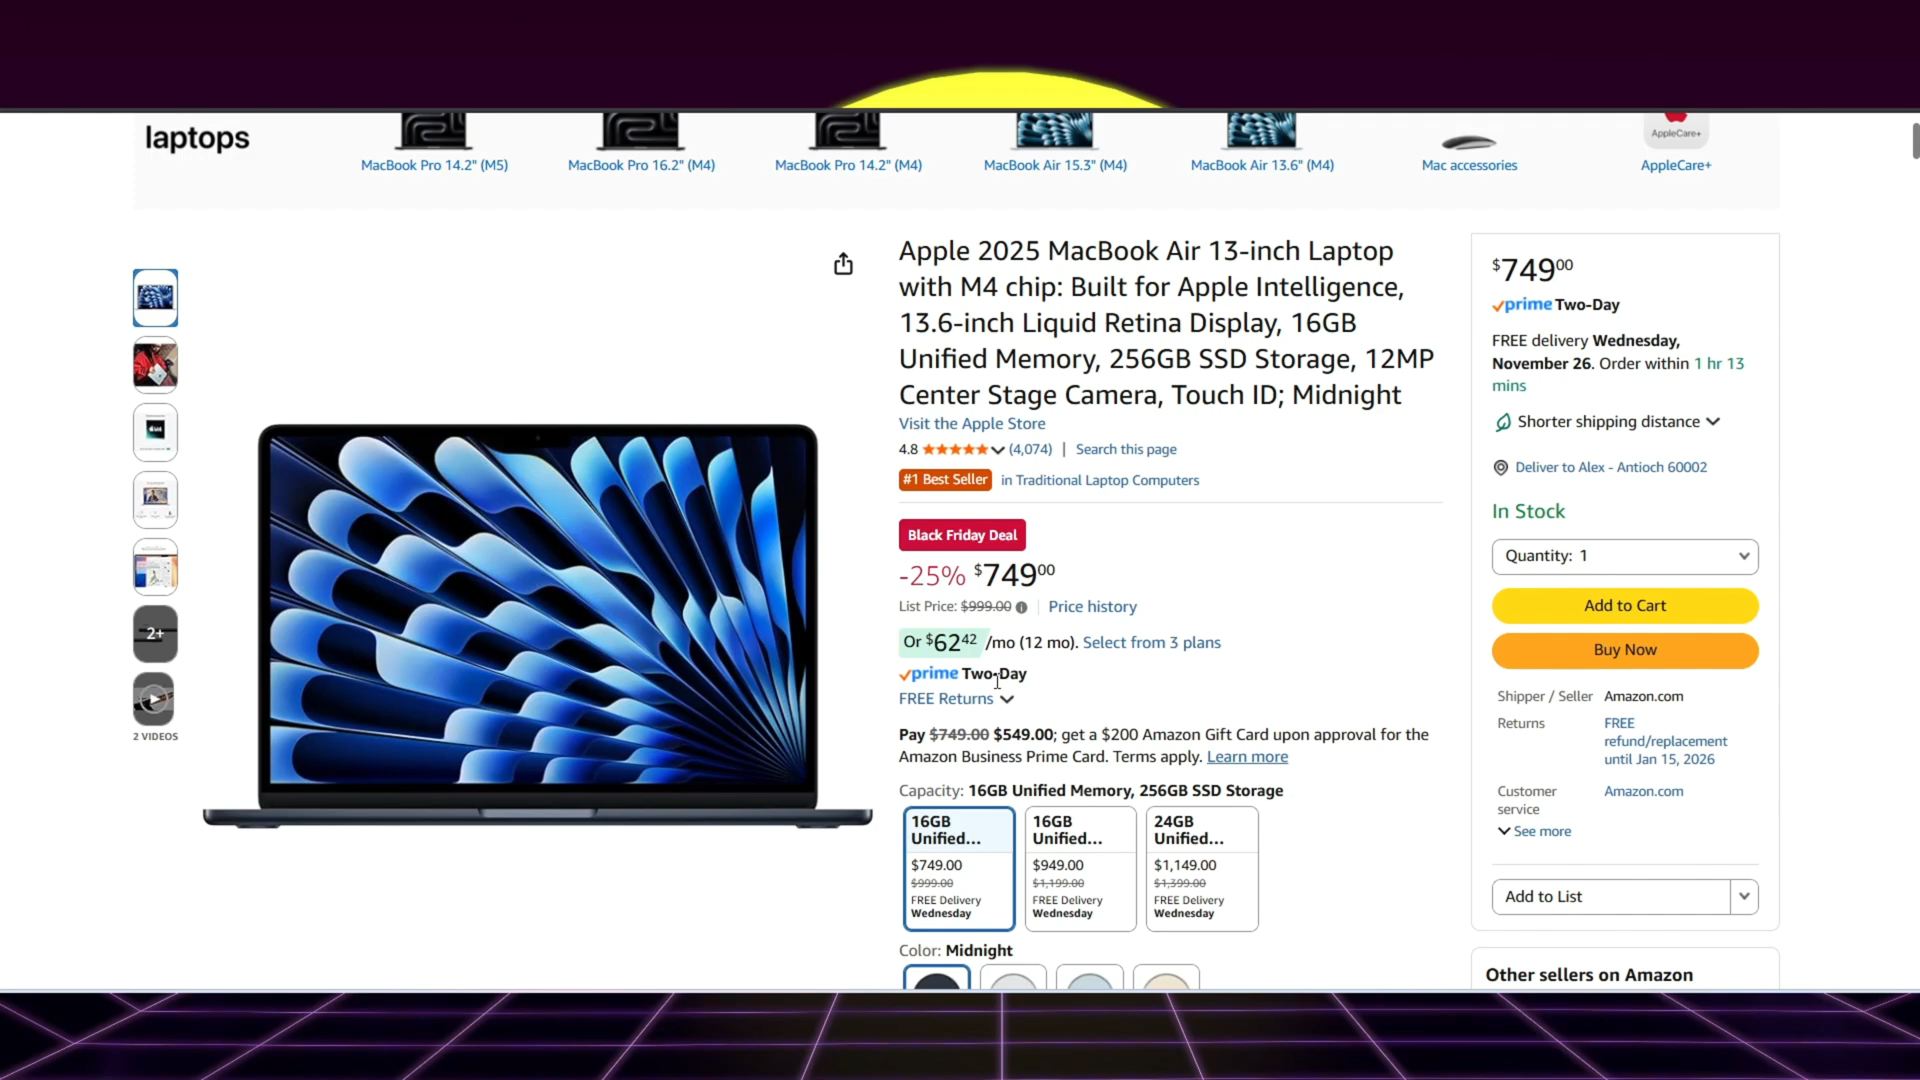 laptops
MacBook Pro 14.2" (M5)
MacBook Pro 16.2" (M4)
MacBook Pro 14.2" (M4)
MacBook Air 15.3" (M4)
MacBook Air 13.6" (M4)
Mac accessories
AppleCare+
AppleCare+
2+
2 VIDEOS
Apple 2025 MacBook Air 13-inch Laptop
with M4 chip: Built for Apple Intelligence,
13.6-inch Liquid Retina Display, 16GB
Unified Memory, 256GB SSD Storage, 12MP
Center Stage Camera, Touch ID; Midnight
Visit the Apple Store
4.8 (4,074) | Search this page
#1 Best Seller in Traditional Laptop Computers
Black Friday Deal
-25% $749.00
List Price: $999.00 | Price history
Or $62.42 /mo (12 mo). Select from 3 plans
prime Two-Day
FREE Returns
Pay $749.00 $549.00; get a $200 Amazon Gift Card upon approval for the
Amazon Business Prime Card. Terms apply. Learn more
Capacity: 16GB Unified Memory, 256GB SSD Storage
16GB
Unified...
$749.00
$999.00
FREE Delivery
Wednesday
16GB
Unified...
$949.00
$1,199.00
FREE Delivery
Wednesday
24GB
Unified...
$1,149.00
$1,399.00
FREE Delivery
Wednesday
Color: Midnight
$749.00
prime Two-Day
FREE delivery Wednesday,
November 26. Order within 1 hr 13
mins
Shorter shipping distance
Deliver to Alex - Antioch 60002
In Stock
Quantity: 1
Add to Cart
Buy Now
Shipper / Seller Amazon.com
Returns FREE
refund/replacement
until Jan 15, 2026
Customer Amazon.com
service
See more
Add to List
Other sellers on Amazon